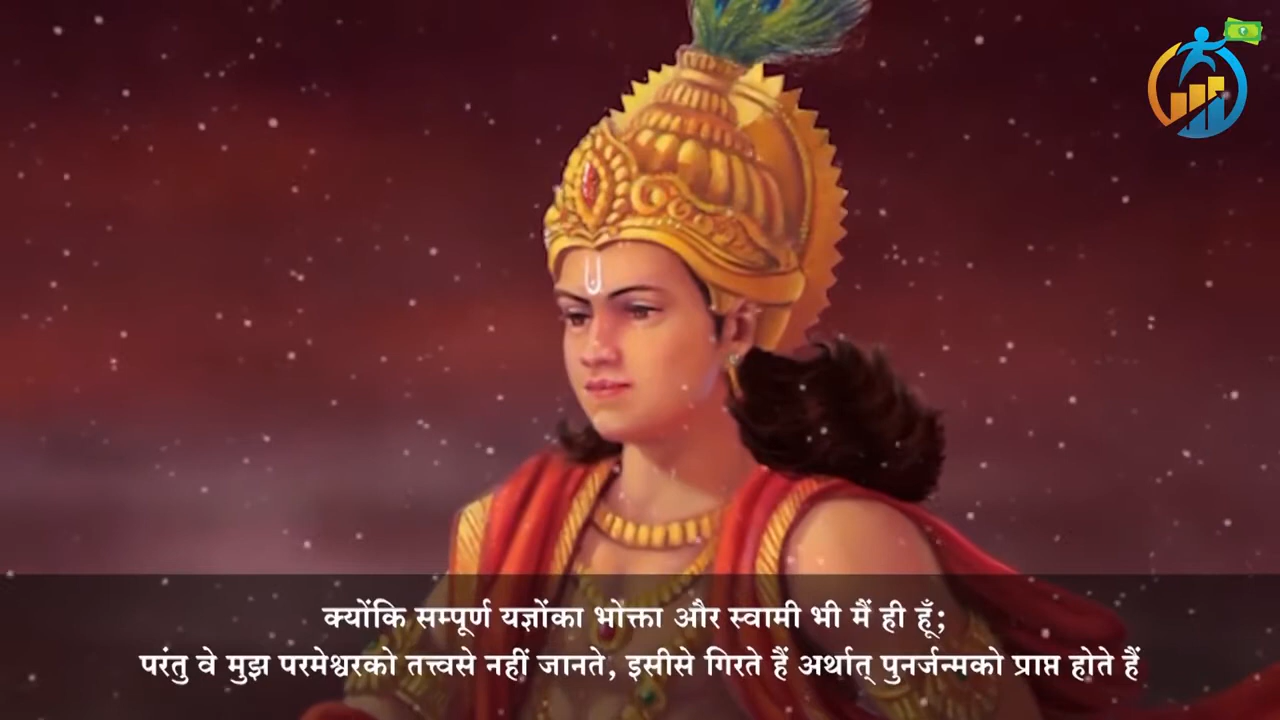 क्योंकि सम्पूर्ण यज्ञोंका भोक्ता और स्वामी भी मैं ही हूँ;
परंतु वे मुझ परमेश्वरको तत्त्वसे नहीं जानते, इसीसे गिरते हैं अर्थात् पुनर्जन्मको प्राप्त होते हैं